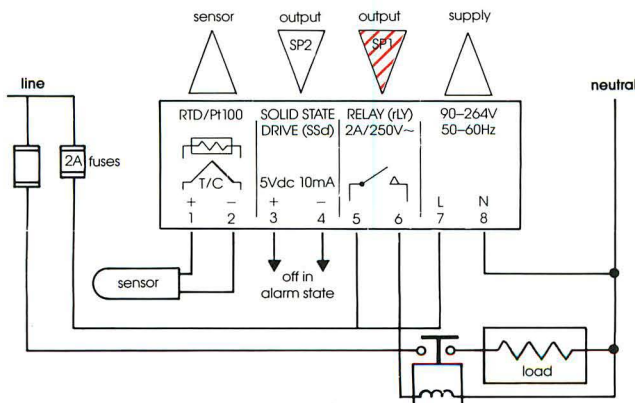 sensor output output supply
SP2 SP1
line neutral
RTD/Pt100 SOLID STATE RELAY (rLY) 90–264V
DRIVE (SSd) 2A/250V~ 50–60Hz
2A fuses
T/C 5Vdc 10mA
+ − + − L N
1 2 3 4 5 6 7 8
sensor
off in
alarm state
load